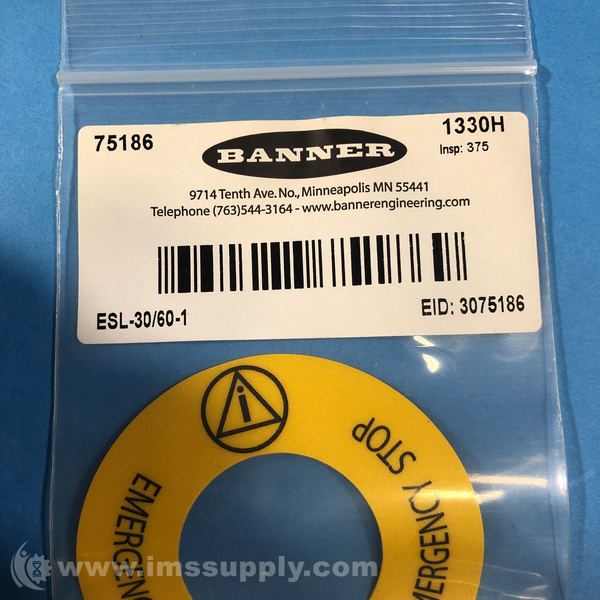 75186
BANNER
1330H
Insp: 375
9714 Tenth Ave. No., Minneapolis MN 55441
Telephone (763)544-3164 - www.bannerengineering.com
ESL-30/60-1
EID: 3075186
i
EMERGENCY STOP
www.imssupply.com